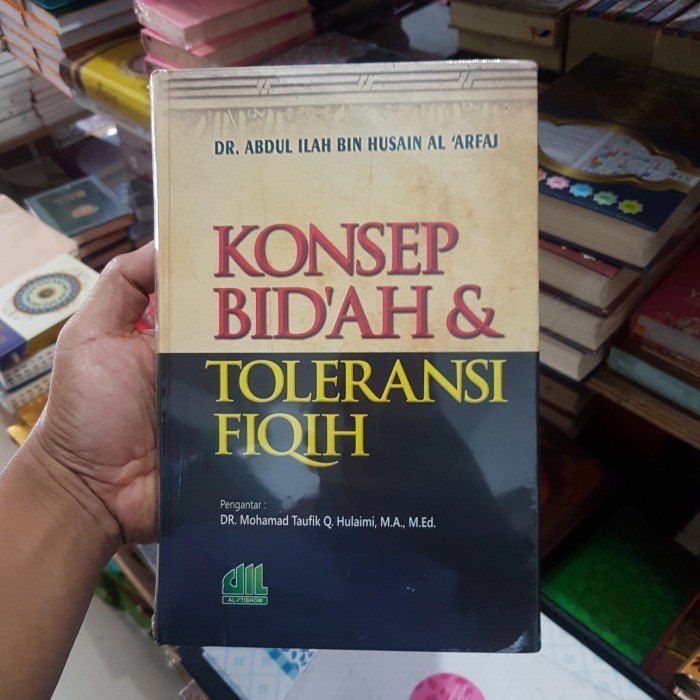 DR. ABDUL ILAH BIN HUSAIN AL 'ARFAJ
KONSEP
BID'AH &
TOLERANSI
FIQIH
Pengantar :
DR. Mohamad Taufik Q. Hulaimi, M.A., M.Ed.
AL-I'TISHOM